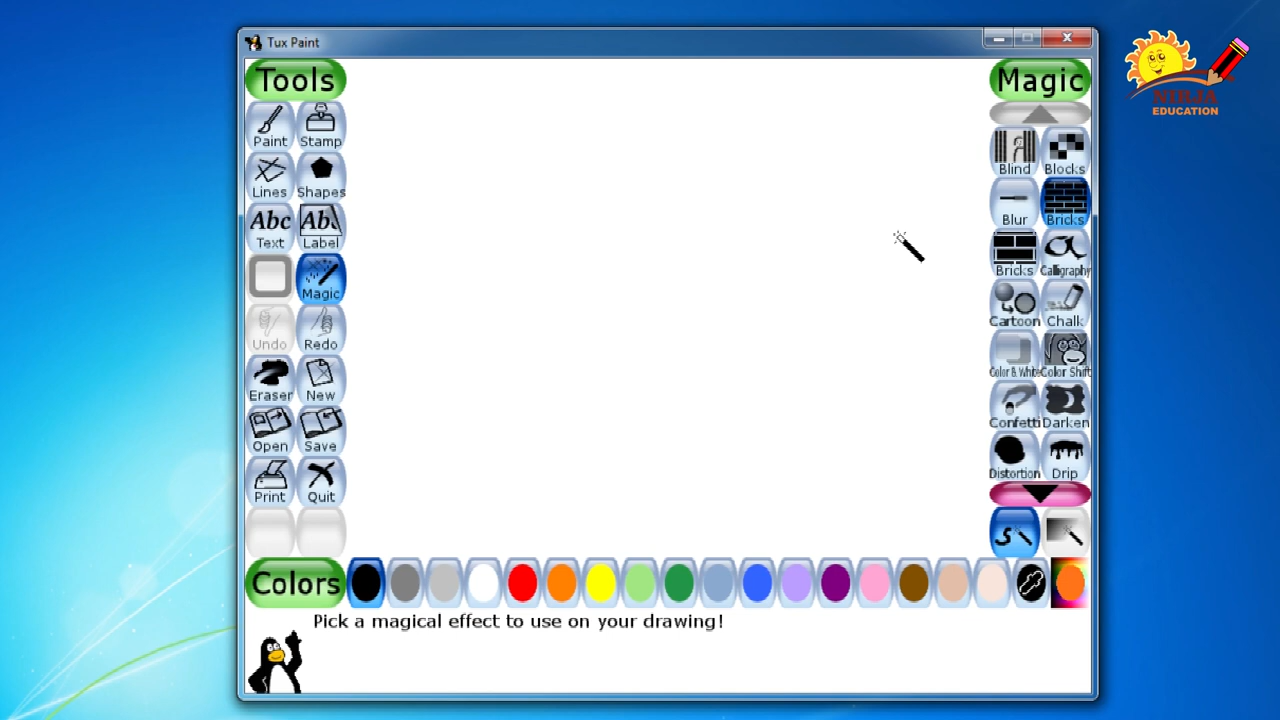 Tux Paint
Tools
Magic
Paint Stamp
Lines Shapes
Abc Abc
Text Label
Magic
Undo Redo
Eraser New
Open Save
Print Quit
Blind Blocks
Blur Bricks
Bricks Calligraphy
Cartoon Chalk
Color & White Color Shift
Confetti Darken
Distortion Drip
Colors
Pick a magical effect to use on your drawing!
NIRJA
EDUCATION